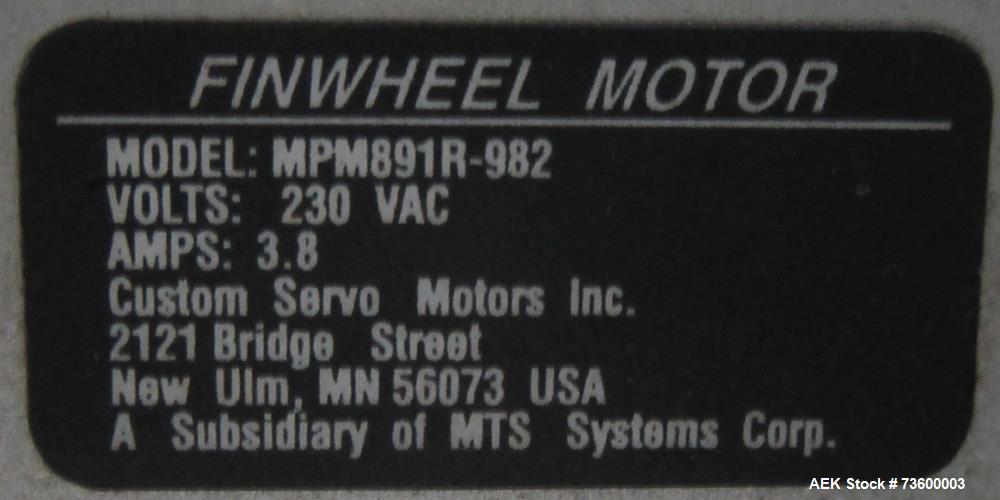 FINWHEEL MOTOR
MODEL: MPM891R-982
VOLTS: 230 VAC
AMPS: 3.8
Custom Servo Motors Inc.
2121 Bridge Street
New Ulm, MN 56073 USA
A Subsidiary of MTS Systems Corp.
AEK Stock # 73600003